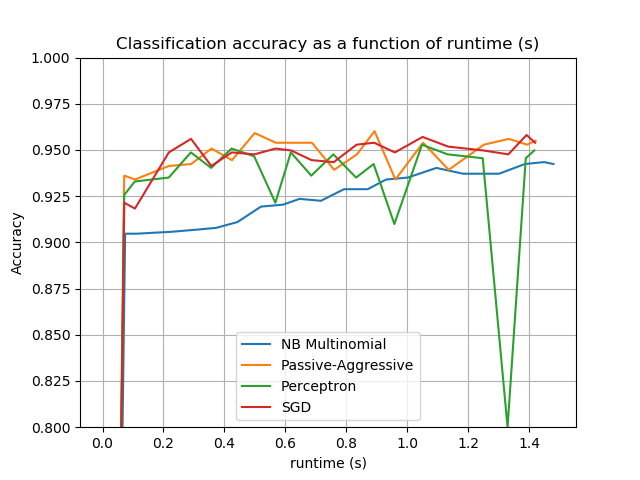 Classification accuracy as a function of runtime (s)
1.000
0.975
0.950
0.925
0.900
0.875
0.850
0.825
0.800
Accuracy
NB Multinomial
Passive-Aggressive
Perceptron
SGD
0.0 0.2 0.4 0.6 0.8 1.0 1.2 1.4
runtime (s)